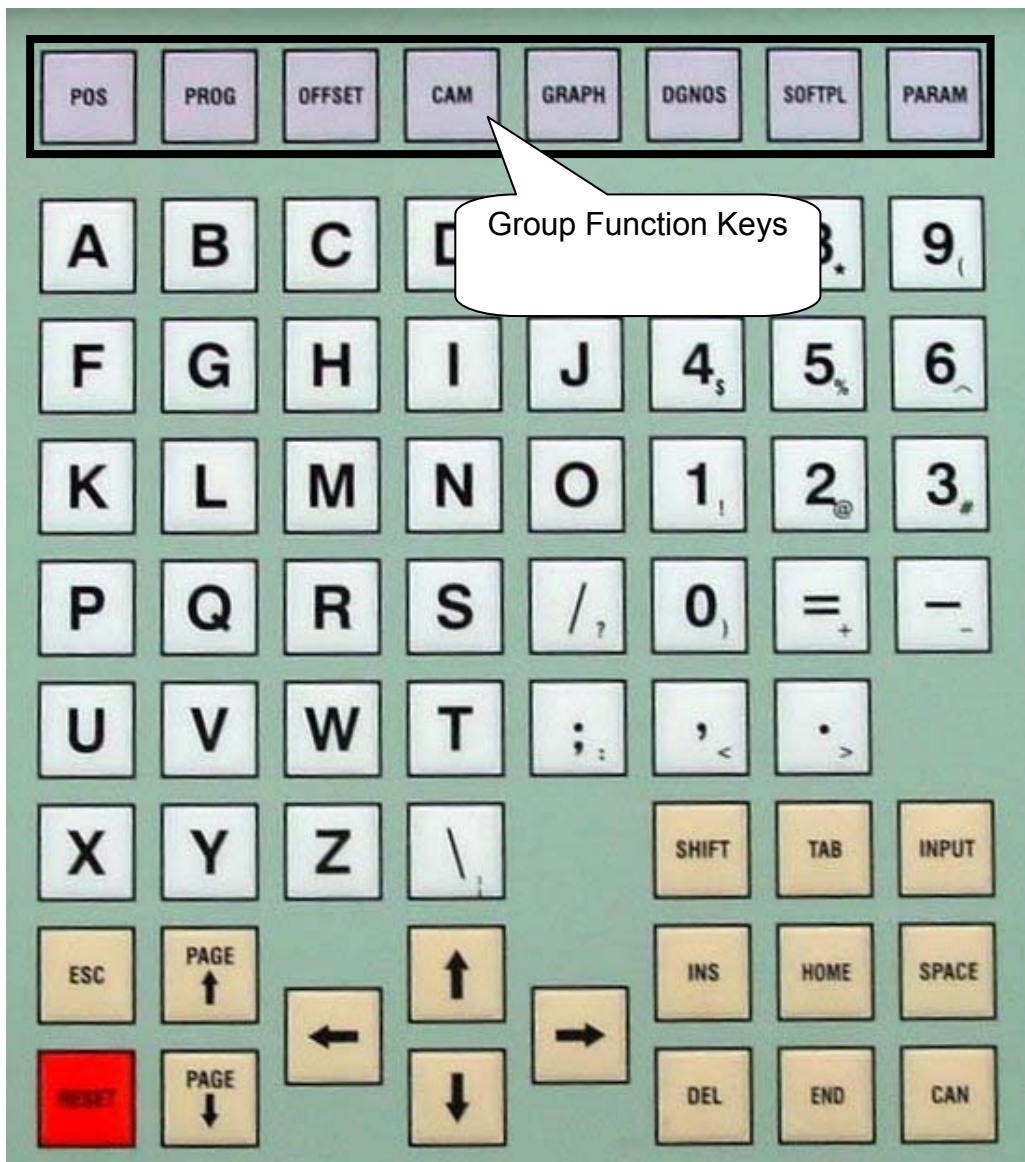 POS PROG OFFSET CAM GRAPH DGNOS SOFTPL PARAM
Group Function Keys
A B C 9 (
F G H I J 4 $ 5 % 6 ^
K L M N O 1 ! 2 @ 3 #
P Q R S / ? 0 ) = + - _
U V W T ; : , < . >
X Y Z \ ¦ SHIFT TAB INPUT
ESC PAGE ↑ ↑ INS HOME SPACE
← →
RESET PAGE ↓ ↓ DEL END CAN